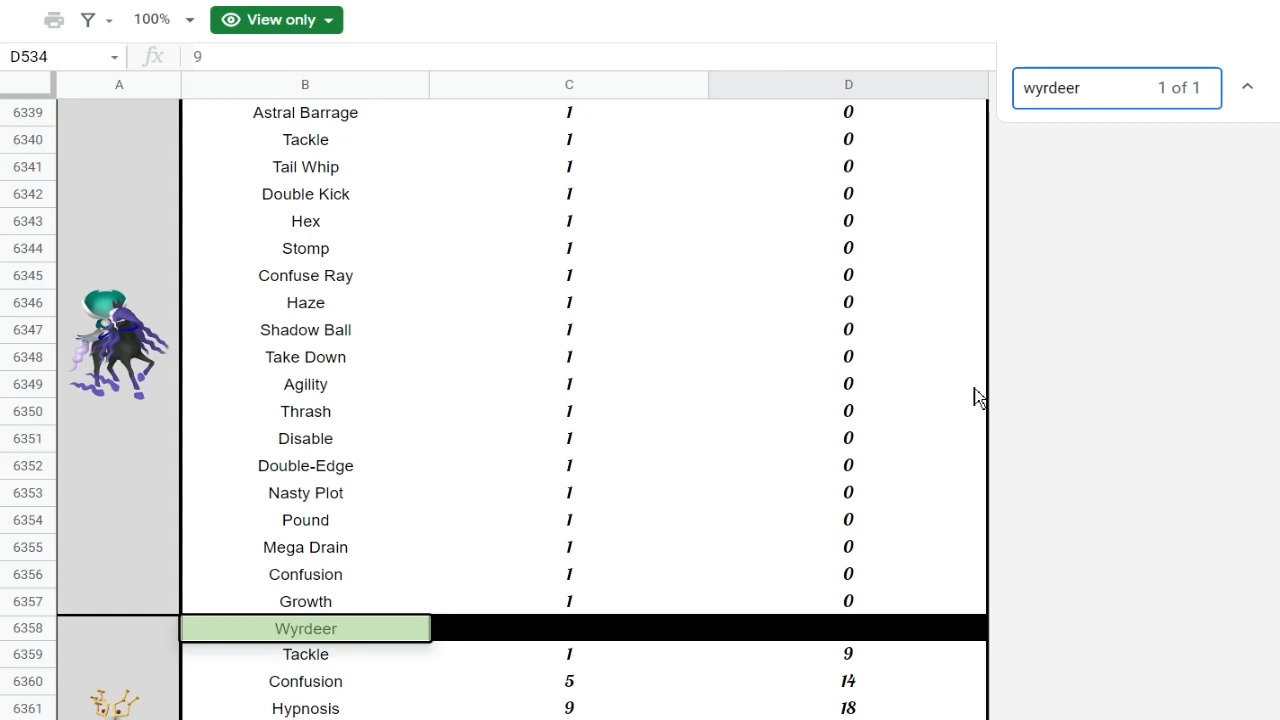 100% View only
D534 9
wyrdeer 1 of 1
A B C D
6339 Astral Barrage 1 0
6340 Tackle 1 0
6341 Tail Whip 1 0
6342 Double Kick 1 0
6343 Hex 1 0
6344 Stomp 1 0
6345 Confuse Ray 1 0
6346 Haze 1 0
6347 Shadow Ball 1 0
6348 Take Down 1 0
6349 Agility 1 0
6350 Thrash 1 0
6351 Disable 1 0
6352 Double-Edge 1 0
6353 Nasty Plot 1 0
6354 Pound 1 0
6355 Mega Drain 1 0
6356 Confusion 1 0
6357 Growth 1 0
6358 Wyrdeer
6359 Tackle 1 9
6360 Confusion 5 14
6361 Hypnosis 9 18